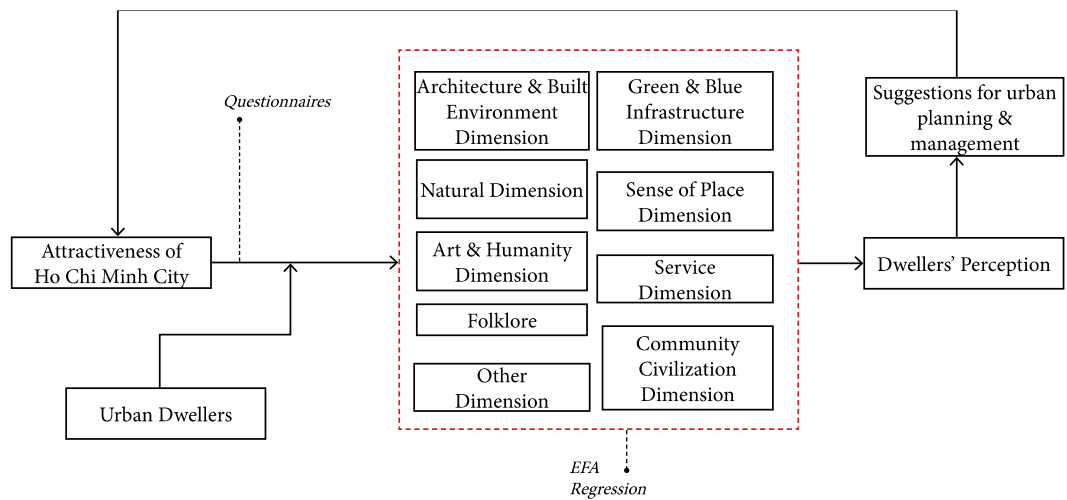 Questionnaires
Attractiveness of
Ho Chi Minh City
Urban Dwellers
Architecture & Built
Environment
Dimension
Natural Dimension
Art & Humanity
Dimension
Folklore
Other
Dimension
Green & Blue
Infrastructure
Dimension
Sense of Place
Dimension
Service
Dimension
Community
Civilization
Dimension
EFA
Regression
Suggestions for urban
planning &
management
Dwellers’ Perception